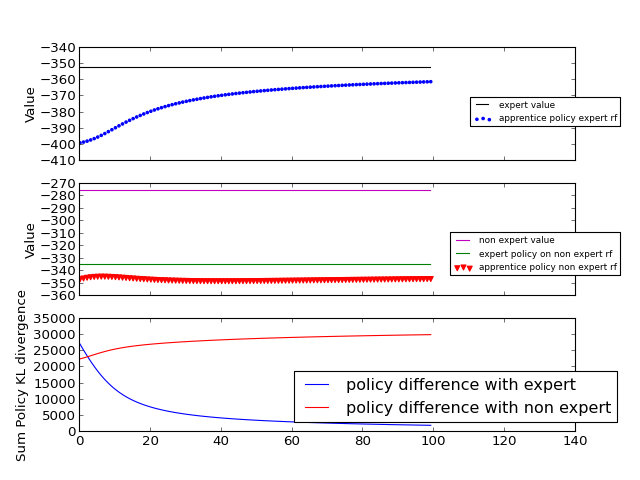 −340
−350
−360
−370
−380
−390
−400
−410
Value
expert value
apprentice policy expert rf
−270
−280
−290
−300
−310
−320
−330
−340
−350
−360
Value
non expert value
expert policy on non expert rf
apprentice policy non expert rf
35000
30000
25000
20000
15000
10000
5000
0
Sum Policy KL divergence
policy difference with expert
policy difference with non expert
0 20 40 60 80 100 120 140